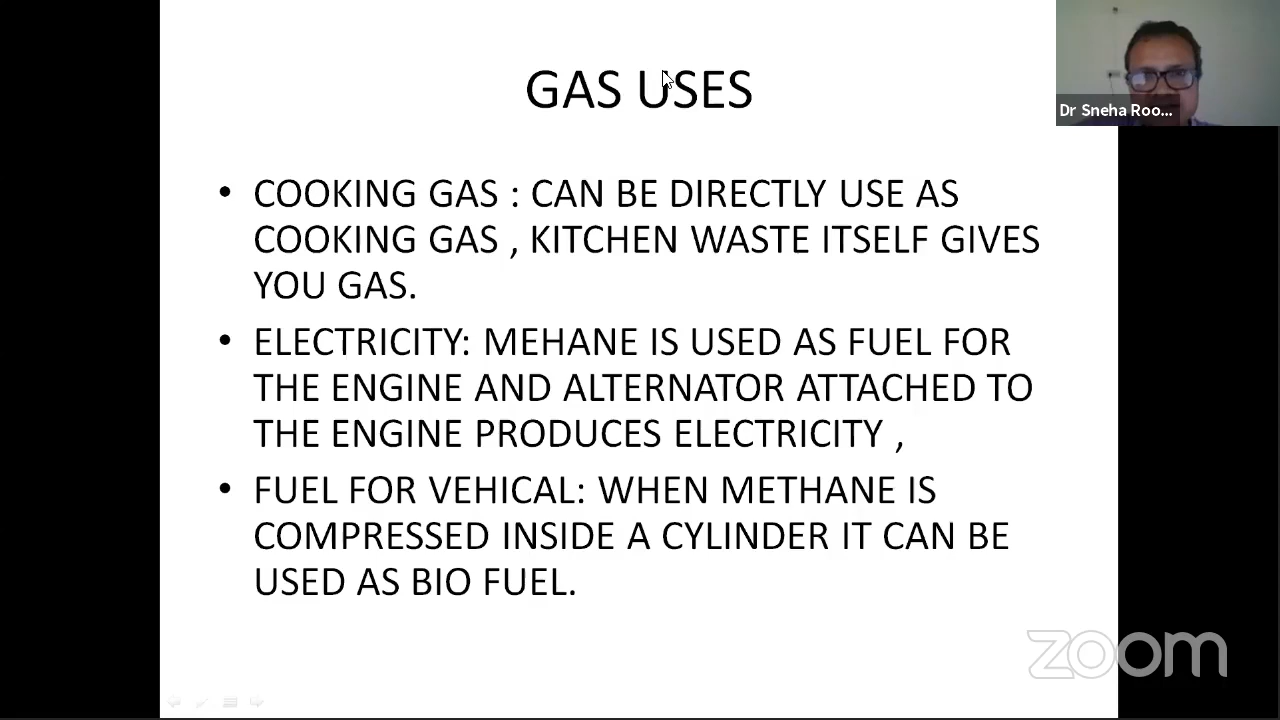 GAS USES
• COOKING GAS : CAN BE DIRECTLY USE AS
COOKING GAS , KITCHEN WASTE ITSELF GIVES
YOU GAS.
• ELECTRICITY: MEHANE IS USED AS FUEL FOR
THE ENGINE AND ALTERNATOR ATTACHED TO
THE ENGINE PRODUCES ELECTRICITY ,
• FUEL FOR VEHICAL: WHEN METHANE IS
COMPRESSED INSIDE A CYLINDER IT CAN BE
USED AS BIO FUEL.
Dr Sneha Roo...
zoom